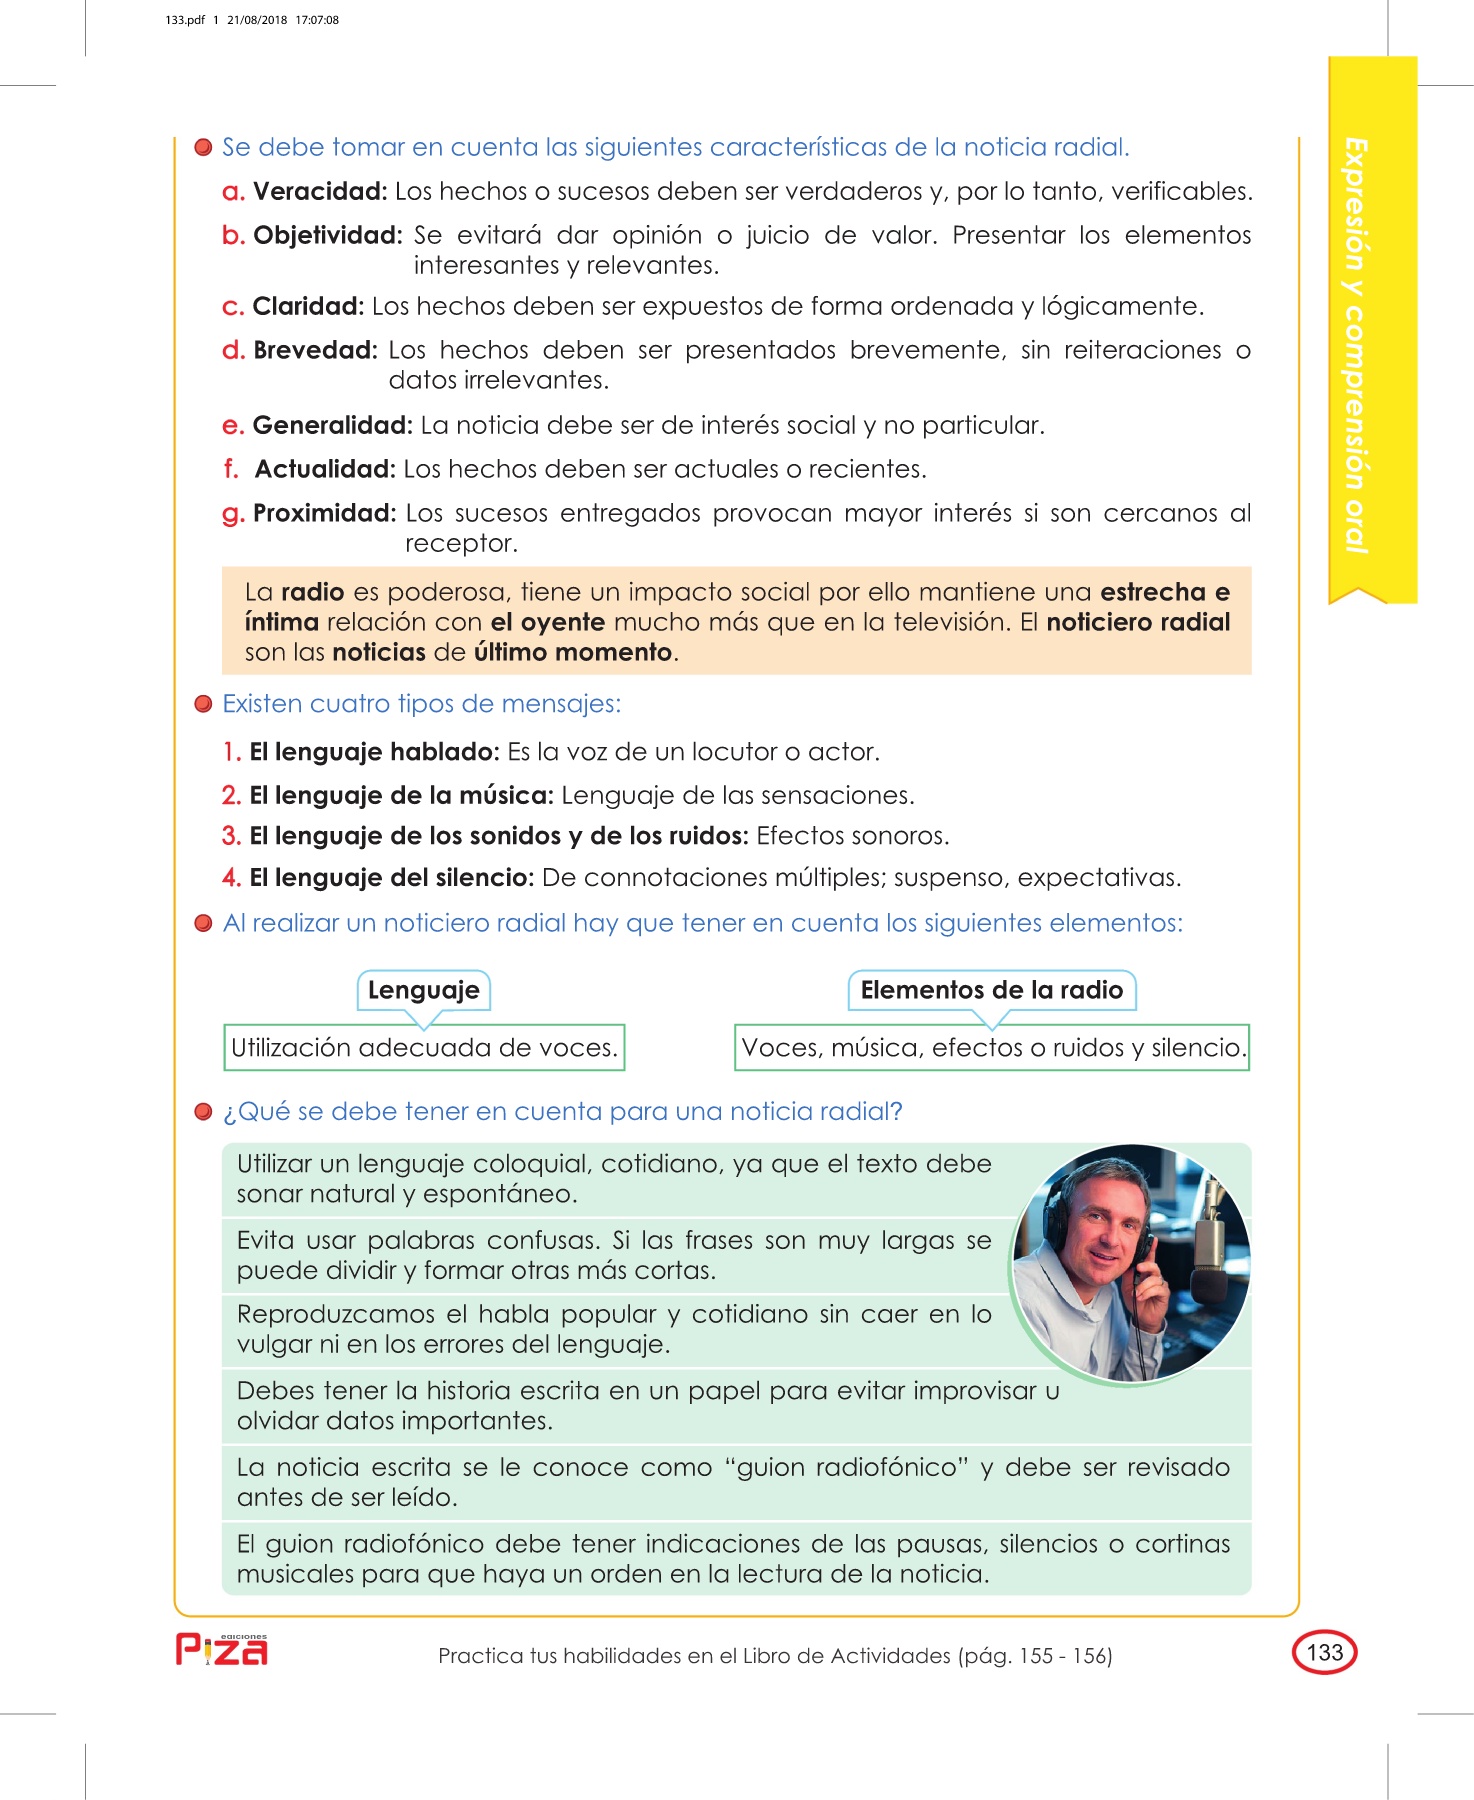 133.pdf 1 21/08/2018 17:07:08
Expresión y comprensión oral
Se debe tomar en cuenta las siguientes características de la noticia radial.
a. Veracidad: Los hechos o sucesos deben ser verdaderos y, por lo tanto, verificables.
b. Objetividad: Se evitará dar opinión o juicio de valor. Presentar los elementos
interesantes y relevantes.
c. Claridad: Los hechos deben ser expuestos de forma ordenada y lógicamente.
d. Brevedad: Los hechos deben ser presentados brevemente, sin reiteraciones o
datos irrelevantes.
e. Generalidad: La noticia debe ser de interés social y no particular.
f. Actualidad: Los hechos deben ser actuales o recientes.
g. Proximidad: Los sucesos entregados provocan mayor interés si son cercanos al
receptor.
La radio es poderosa, tiene un impacto social por ello mantiene una estrecha e
íntima relación con el oyente mucho más que en la televisión. El noticiero radial
son las noticias de último momento.
Existen cuatro tipos de mensajes:
1. El lenguaje hablado: Es la voz de un locutor o actor.
2. El lenguaje de la música: Lenguaje de las sensaciones.
3. El lenguaje de los sonidos y de los ruidos: Efectos sonoros.
4. El lenguaje del silencio: De connotaciones múltiples; suspenso, expectativas.
Al realizar un noticiero radial hay que tener en cuenta los siguientes elementos:
Lenguaje
Utilización adecuada de voces.
Elementos de la radio
Voces, música, efectos o ruidos y silencio.
¿Qué se debe tener en cuenta para una noticia radial?
Utilizar un lenguaje coloquial, cotidiano, ya que el texto debe
sonar natural y espontáneo.
Evita usar palabras confusas. Si las frases son muy largas se
puede dividir y formar otras más cortas.
Reproduzcamos el habla popular y cotidiano sin caer en lo
vulgar ni en los errores del lenguaje.
Debes tener la historia escrita en un papel para evitar improvisar u
olvidar datos importantes.
La noticia escrita se le conoce como “guion radiofónico” y debe ser revisado
antes de ser leído.
El guion radiofónico debe tener indicaciones de las pausas, silencios o cortinas
musicales para que haya un orden en la lectura de la noticia.
ediciones
Piza
Practica tus habilidades en el Libro de Actividades (pág. 155 - 156)
133